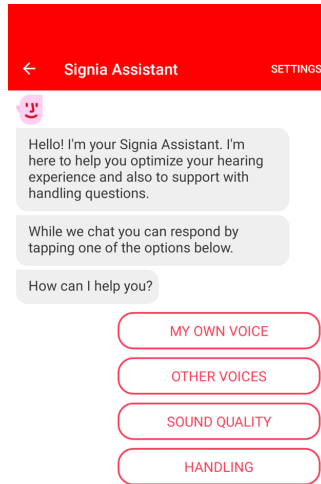 Signia Assistant
SETTINGS
Hello! I'm your Signia Assistant. I'm
here to help you optimize your hearing
experience and also to support with
handling questions.
While we chat you can respond by
tapping one of the options below.
How can I help you?
MY OWN VOICE
OTHER VOICES
SOUND QUALITY
HANDLING